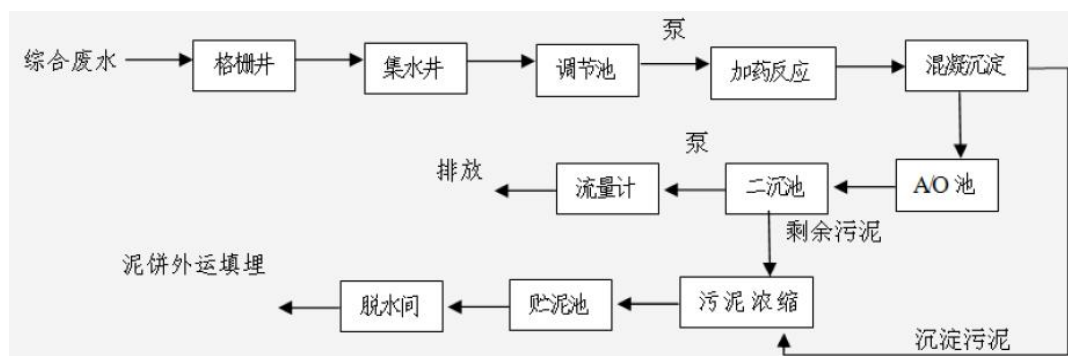 泵
综合废水
格栅井
集水井
调节池
加药反应
混凝沉淀
泵
排放
流量计
二沉池
A/O 池
剩余污泥
泥饼外运填埋
脱水间
贮泥池
污泥浓缩
沉淀污泥